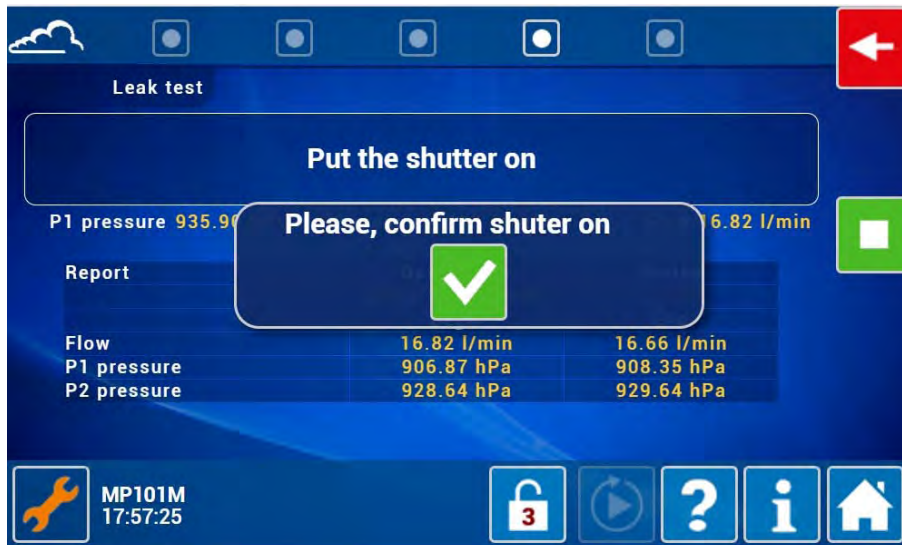 Leak test
Put the shutter on
P1 pressure 935.90 16.82 l/min
Please, confirm shuter on
Report
Flow 16.82 l/min 16.66 l/min
P1 pressure 906.87 hPa 908.35 hPa
P2 pressure 928.64 hPa 929.64 hPa
MP101M
17:57:25
3
?
i